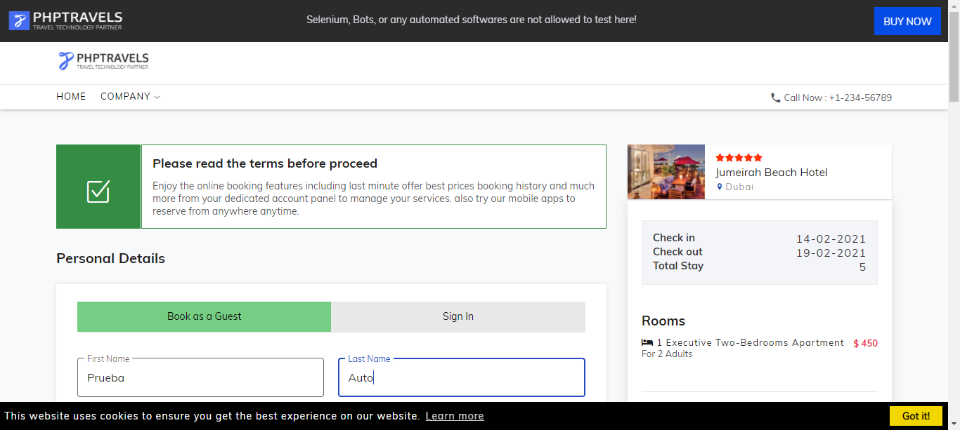 PHPTRAVELS
TRAVEL TECHNOLOGY PARTNER
Selenium, Bots, or any automated softwares are not allowed to test here!
BUY NOW
PHPTRAVELS
TRAVEL TECHNOLOGY PARTNER
HOME COMPANY
Call Now : +1-234-56789
Please read the terms before proceed
Enjoy the online booking features including last minute offer best prices booking history and much
more from your dedicated account panel to manage your services. also try our mobile apps to
reserve from anywhere anytime.
Personal Details
Book as a Guest
Sign In
First Name
Prueba
Last Name
Auto
Jumeirah Beach Hotel
Dubai
Check in 14-02-2021
Check out 19-02-2021
Total Stay 5
Rooms
1 Executive Two-Bedrooms Apartment $ 450
For 2 Adults
This website uses cookies to ensure you get the best experience on our website. Learn more
Got it!